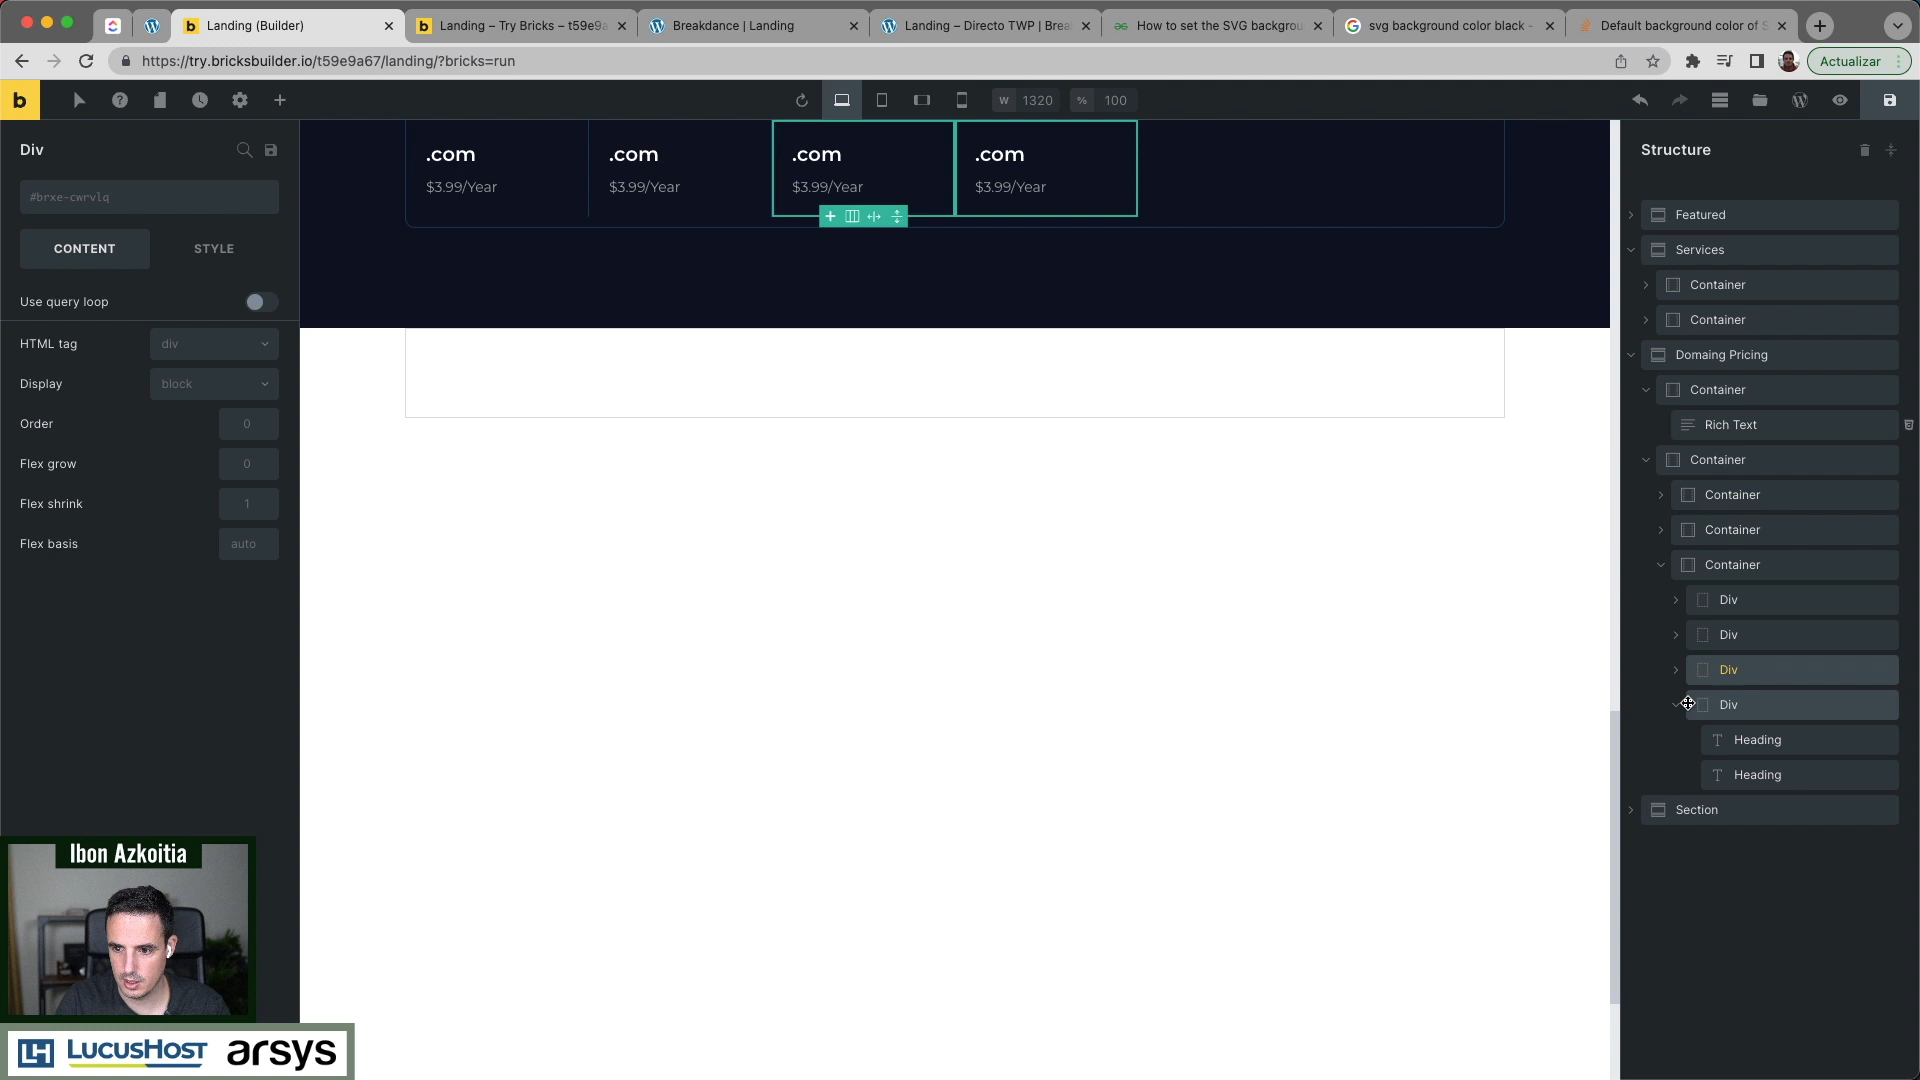 Landing (Builder)
Landing – Try Bricks – t59e9a
Breakdance | Landing
Landing – Directo TWP | Brea
How to set the SVG backgrou
svg background color black -
Default background color of S
https://try.bricksbuilder.io/t59e9a67/landing/?bricks=run
Actualizar
b
W 1320
% 100
Div
#brxe-cwrvlq
CONTENT
STYLE
Use query loop
HTML tag
div
Display
block
Order
0
Flex grow
0
Flex shrink
1
Flex basis
auto
.com
$3.99/Year
.com
$3.99/Year
.com
$3.99/Year
.com
$3.99/Year
Structure
Featured
Services
Container
Container
Domaing Pricing
Container
Rich Text
Container
Container
Container
Container
Div
Div
Div
Div
Heading
Heading
Section
Ibon Azkoitia
LH LUCUSHOST arsys